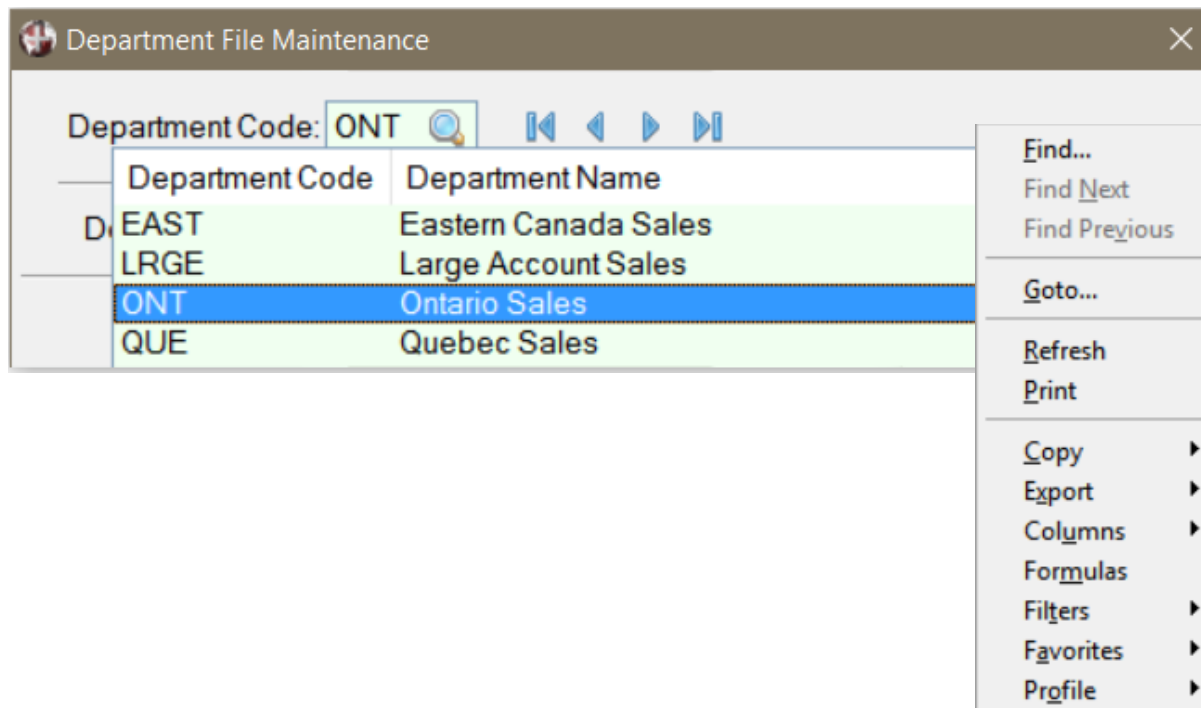 Department File Maintenance
Department Code: ONT
Department Code Department Name
De
EAST Eastern Canada Sales
LRGE Large Account Sales
ONT Ontario Sales
QUE Quebec Sales
Find...
Find Next
Find Previous
Goto...
Refresh
Print
Copy
Export
Columns
Formulas
Filters
Favorites
Profile